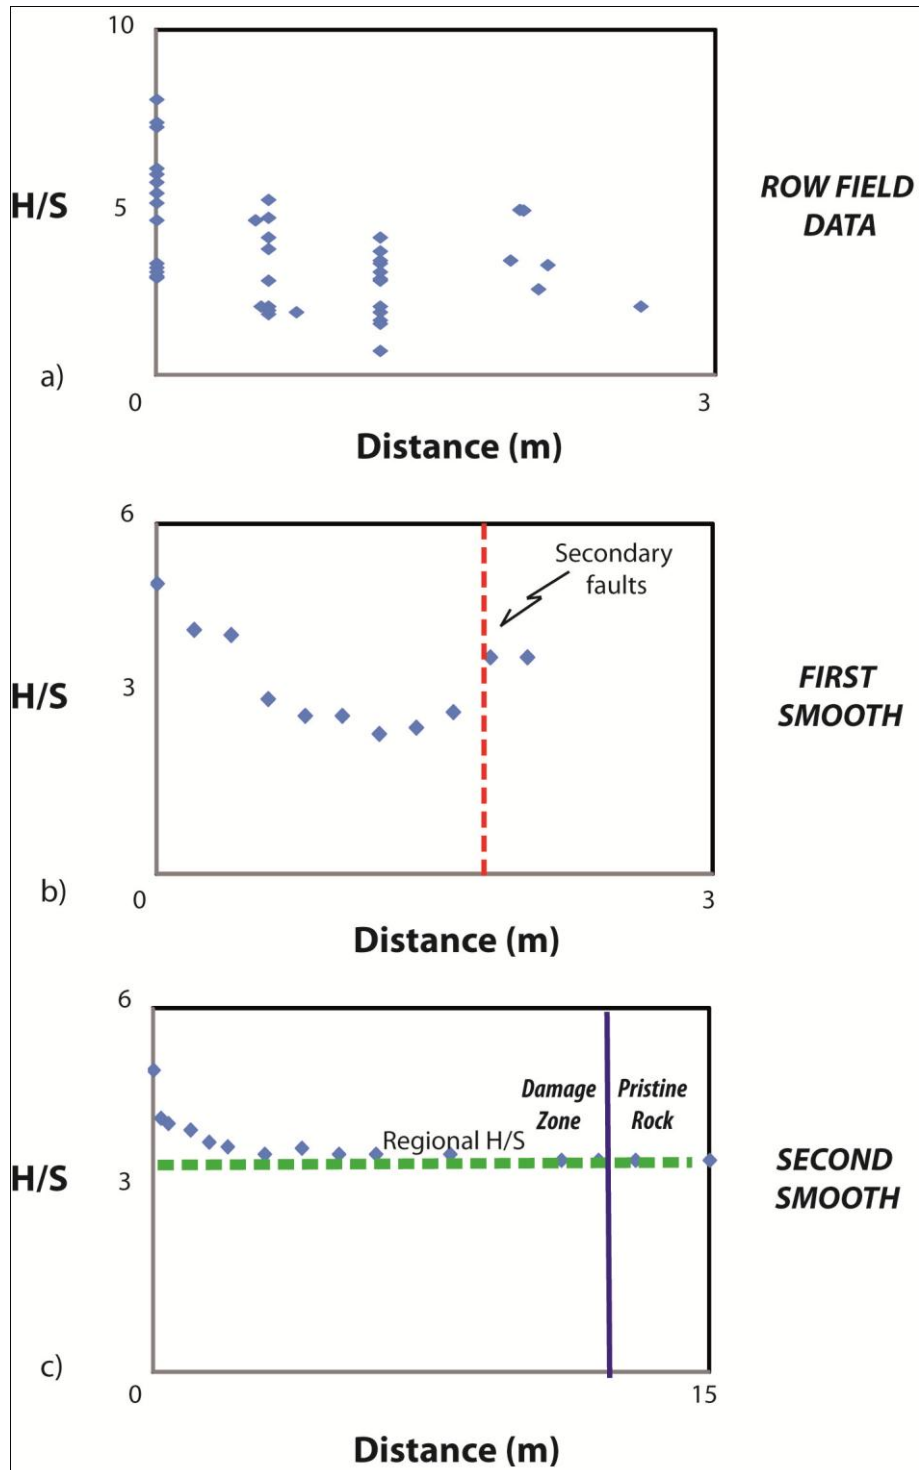 10
H/S
5
ROW FIELD
DATA
a)
0
3
Distance (m)
6
Secondary
faults
H/S
3
FIRST
SMOOTH
b)
0
3
Distance (m)
6
Damage
Zone
Pristine
Rock
Regional H/S
H/S
3
SECOND
SMOOTH
c)
0
15
Distance (m)